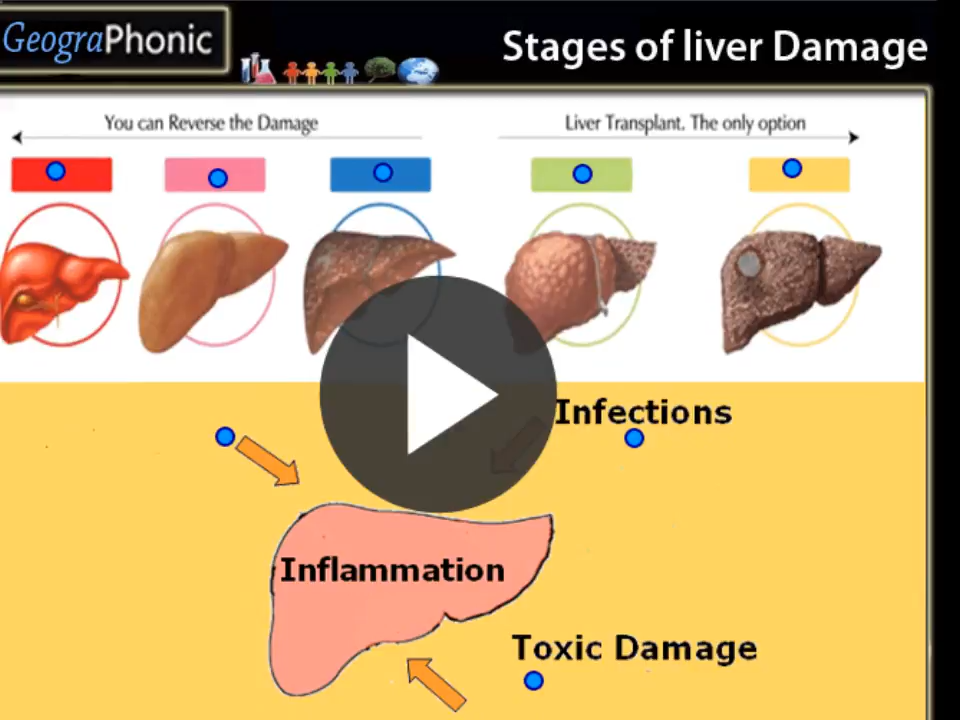 GeograPhonic
Stages of liver Damage
You can Reverse the Damage
Liver Transplant. The only option
Infections
Inflammation
Toxic Damage